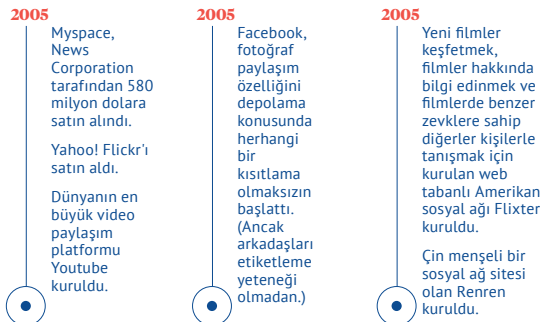 2005
Myspace,
News
Corporation
tarafından 580
milyon dolara
satın alındı.
Yahoo! Flickr'ı
satın aldı.
Dünyanın en
büyük video
paylaşım
platformu
Youtube
kuruldu.
2005
Facebook,
fotoğraf
paylaşım
özelliğini
depolama
konusunda
herhangi
bir
kısıtlama
olmaksızın
başlattı.
(Ancak
arkadaşları
etiketleme
yeteneği
olmadan.)
2005
Yeni filmler
keşfetmek,
filmler hakkında
bilgi edinmek ve
filmlerde benzer
zevklere sahip
diğerler kişilerle
tanışmak için
kurulan web
tabanlı Amerikan
sosyal ağı Flixter
kuruldu.
Çin menşeli bir
sosyal ağ sitesi
olan Renren
kuruldu.